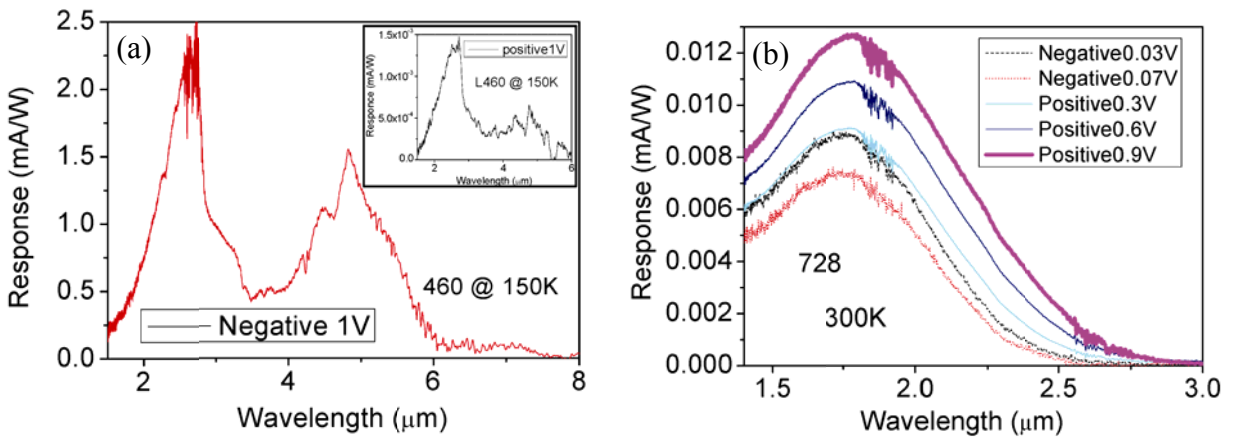 (a)
2.5
2.0
1.5
1.0
0.5
0.0
Response (mA/W)
2 4 6 8
Wavelength (μm)
Negative 1V
460 @ 150K
1.5x10⁻³
1.0x10⁻³
5.0x10⁻⁴
0.0
Responce (mA/W)
positive1V
L460 @ 150K
2 3 4 5 6
Wavelength (μm)
(b)
0.012
0.010
0.008
0.006
0.004
0.002
0.000
Response (mA/W)
Negative0.03V
Negative0.07V
Positive0.3V
Positive0.6V
Positive0.9V
728
300K
1.5 2.0 2.5 3.0
Wavelength (μm)